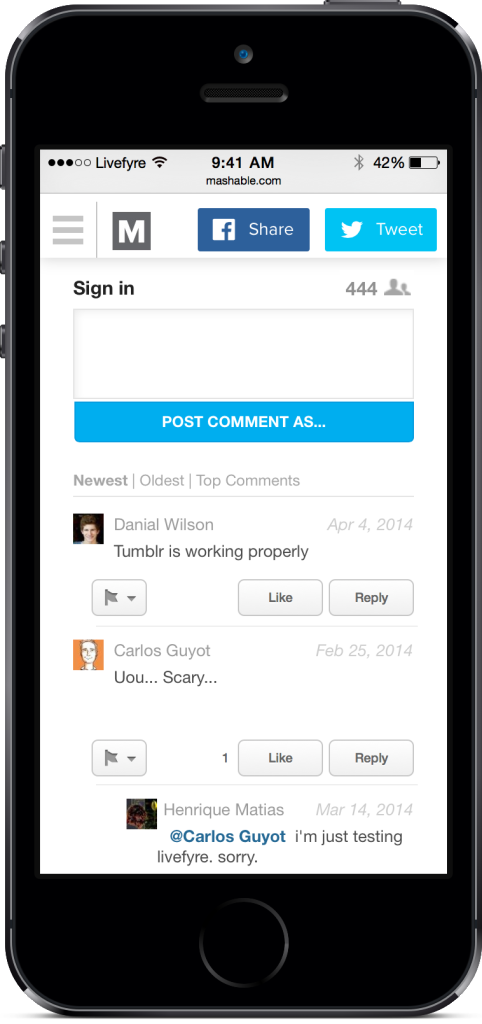 Livefyre 9:41 AM 42%
mashable.com
M Share Tweet
Sign in 444
POST COMMENT AS...
Newest | Oldest | Top Comments
Danial Wilson Apr 4, 2014
Tumblr is working properly
Like Reply
Carlos Guyot Feb 25, 2014
Uou... Scary...
1 Like Reply
Henrique Matias Mar 14, 2014
@Carlos Guyot i'm just testing
livefyre. sorry.